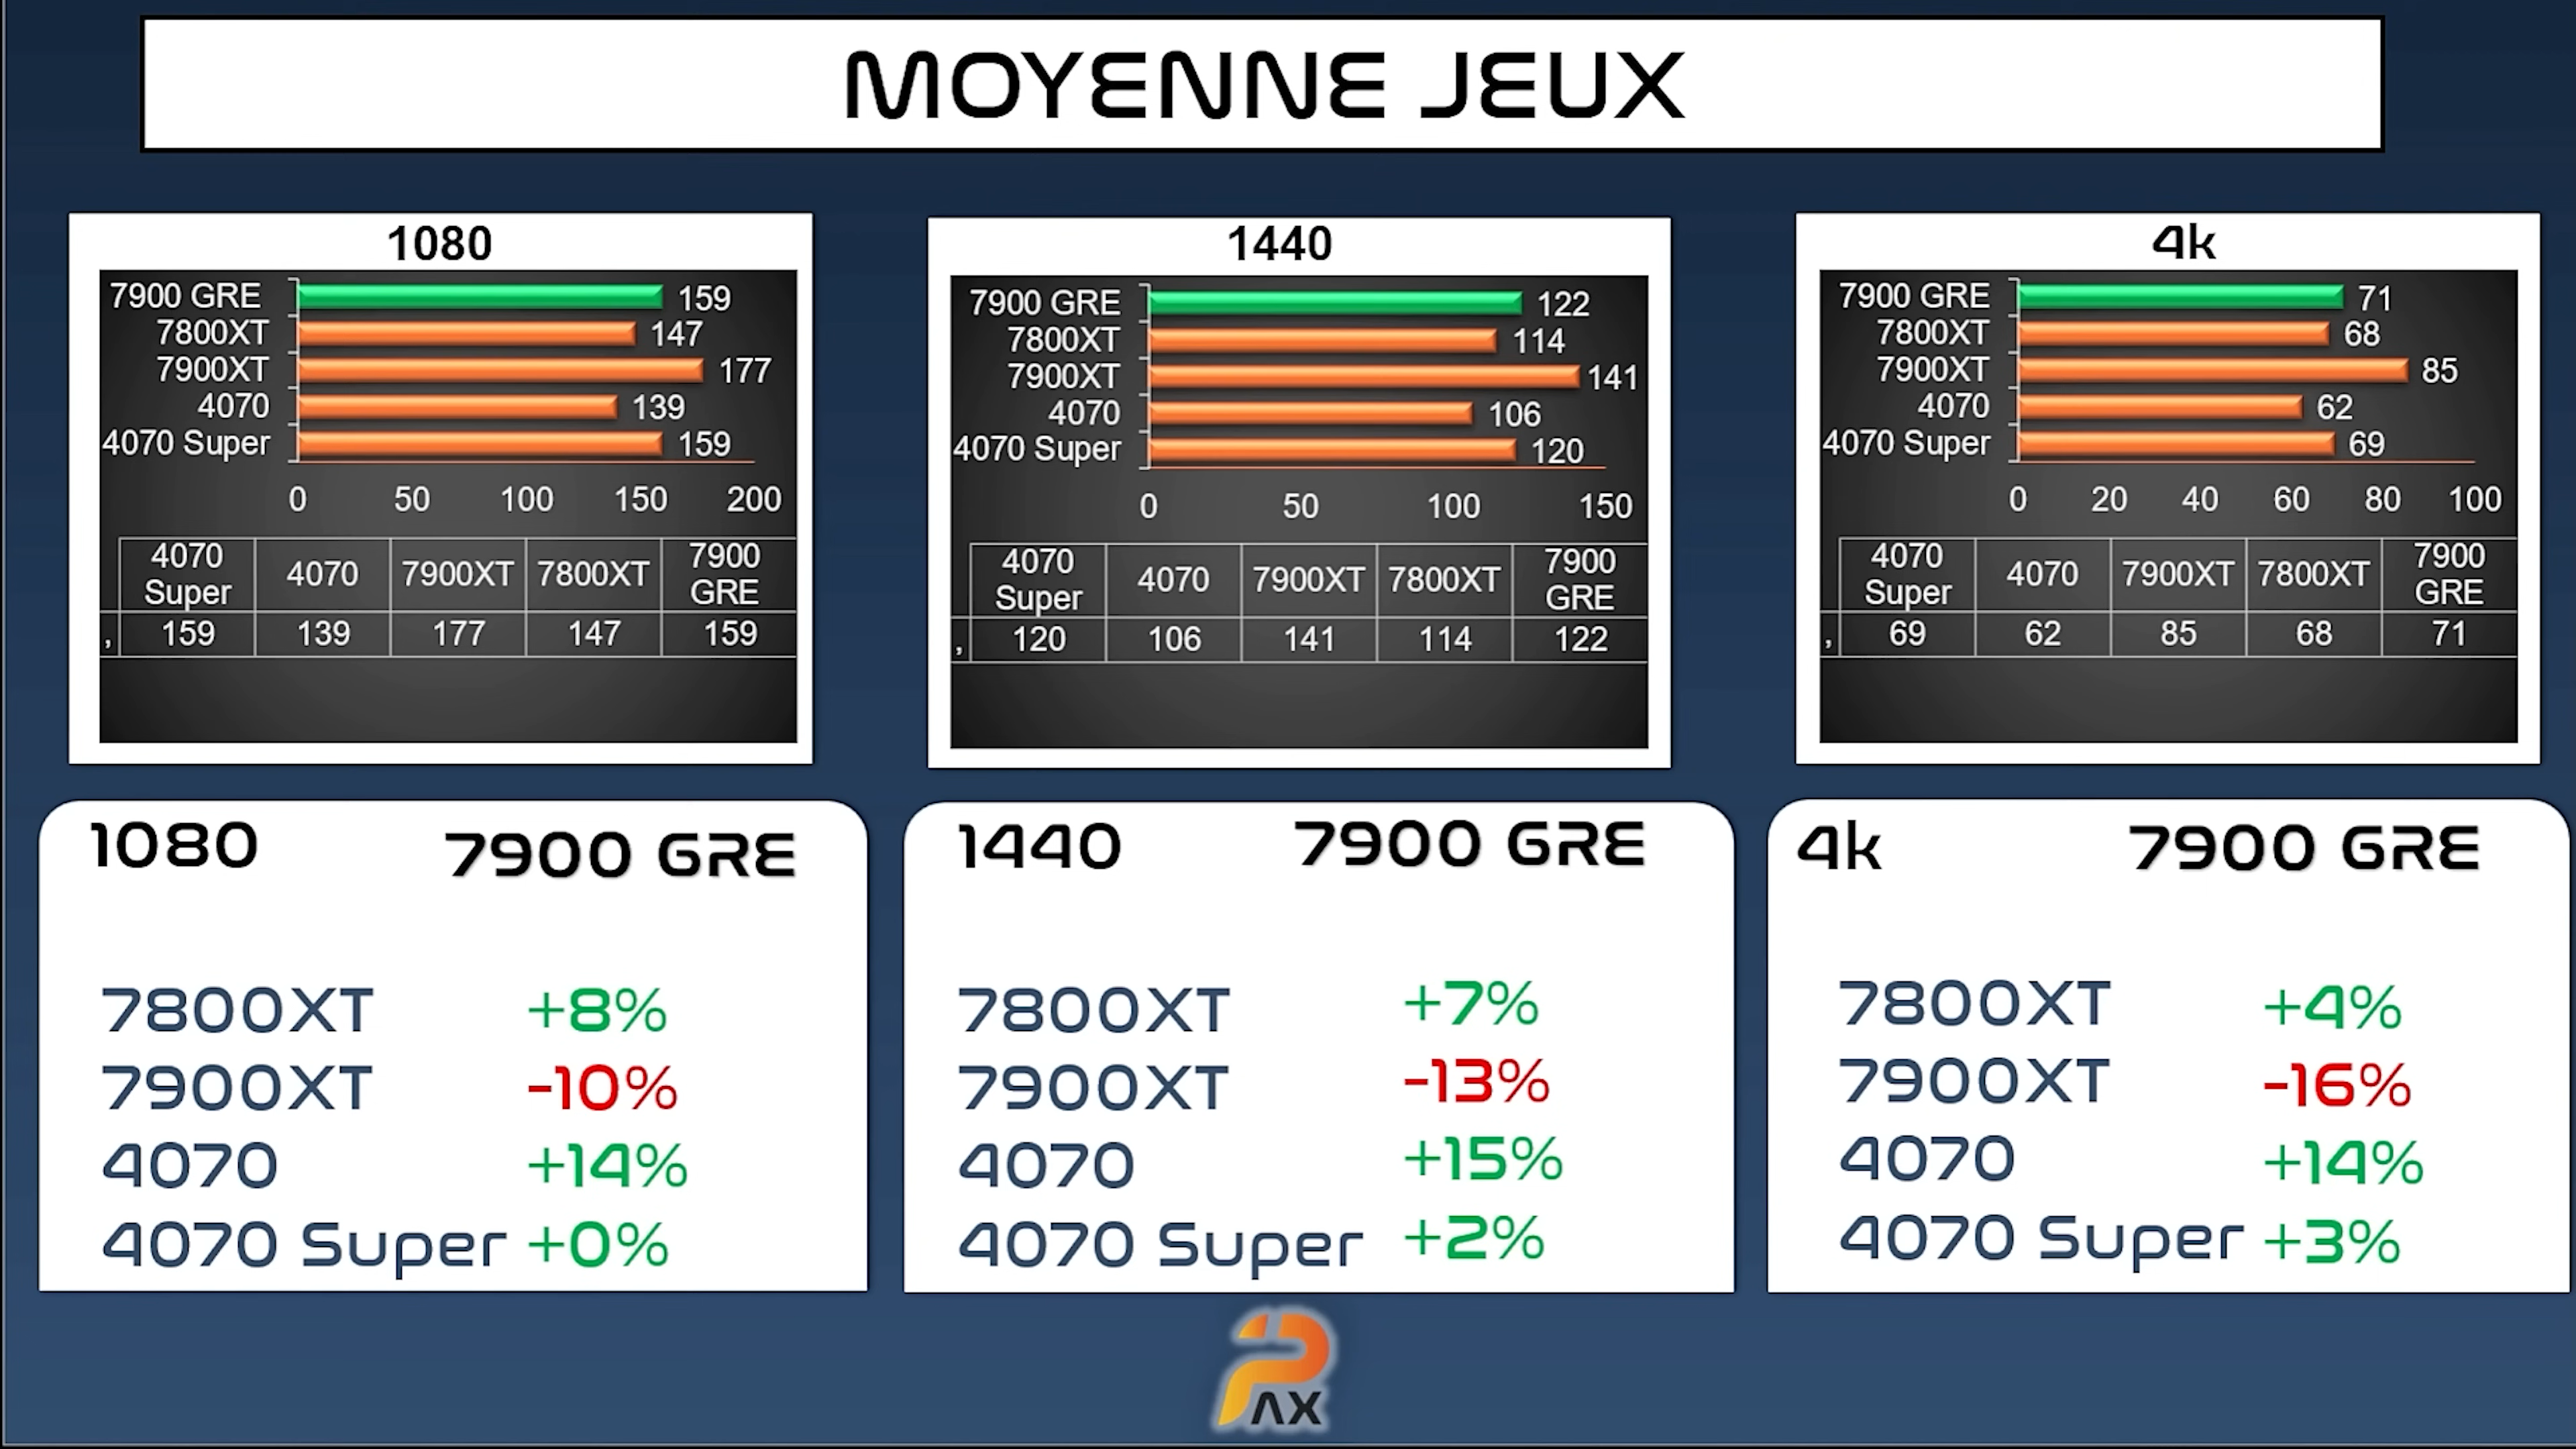 MOYENNE JEUX
1080
7900 GRE 159
7800XT 147
7900XT 177
4070 139
4070 Super 159
0 50 100 150 200
4070 Super 4070 7900XT 7800XT 7900 GRE
, 159 139 177 147 159
1440
7900 GRE 122
7800XT 114
7900XT 141
4070 106
4070 Super 120
0 50 100 150
4070 Super 4070 7900XT 7800XT 7900 GRE
, 120 106 141 114 122
4k
7900 GRE 71
7800XT 68
7900XT 85
4070 62
4070 Super 69
0 20 40 60 80 100
4070 Super 4070 7900XT 7800XT 7900 GRE
, 69 62 85 68 71
1080 7900 GRE
7800XT +8%
7900XT -10%
4070 +14%
4070 Super +0%
1440 7900 GRE
7800XT +7%
7900XT -13%
4070 +15%
4070 Super +2%
4k 7900 GRE
7800XT +4%
7900XT -16%
4070 +14%
4070 Super +3%
PAX